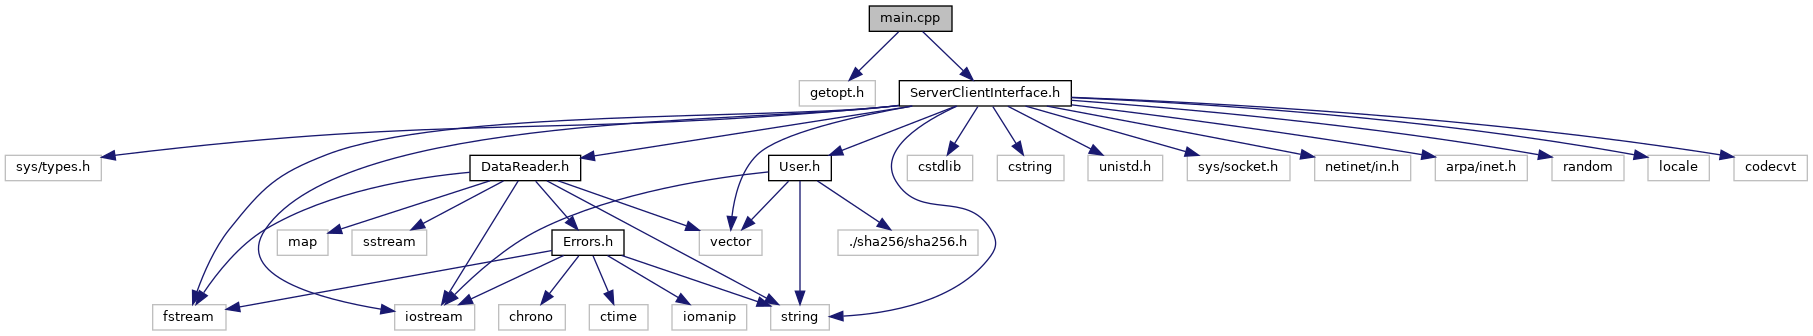 main.cpp
getopt.h
ServerClientInterface.h
sys/types.h
DataReader.h
User.h
cstdlib
cstring
unistd.h
sys/socket.h
netinet/in.h
arpa/inet.h
random
locale
codecvt
map
sstream
Errors.h
vector
./sha256/sha256.h
fstream
iostream
chrono
ctime
iomanip
string